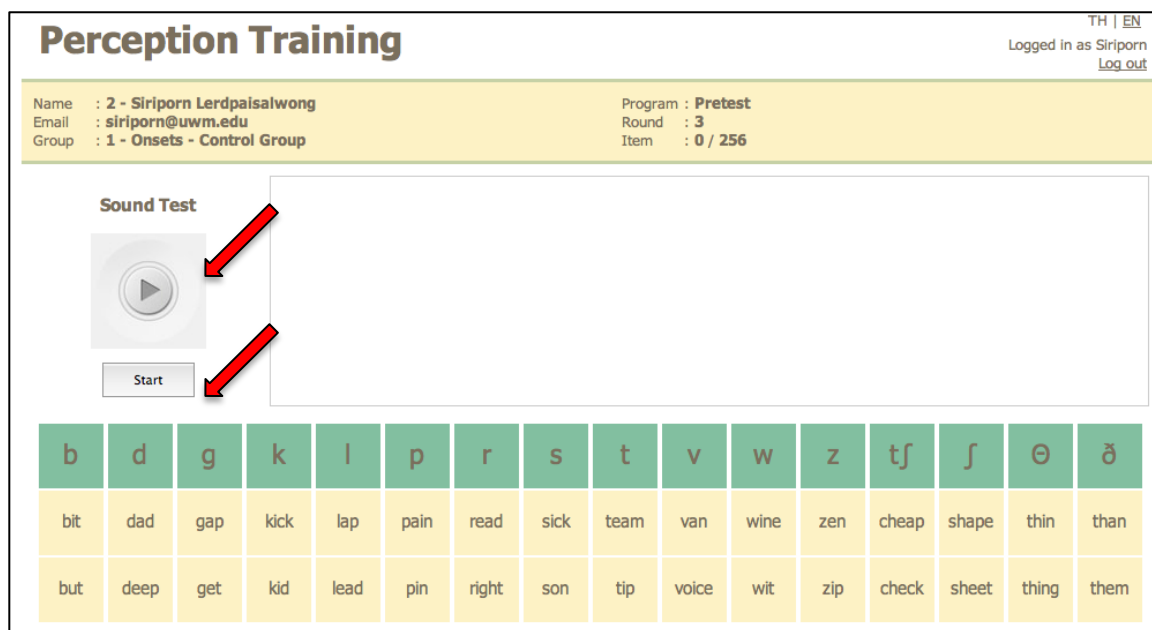 TH | EN
Perception Training
Logged in as Siriporn
Log out
Name : 2 - Siriporn Lerdpaisalwong
Program : Pretest
Email : siriporn@uwm.edu
Round : 3
Group : 1 - Onsets - Control Group
Item : 0 / 256
Sound Test
Start
b d g k l p r s t v w z tʃ ʃ Θ ð
bit dad gap kick lap pain read sick team van wine zen cheap shape thin than
but deep get kid lead pin right son tip voice wit zip check sheet thing them